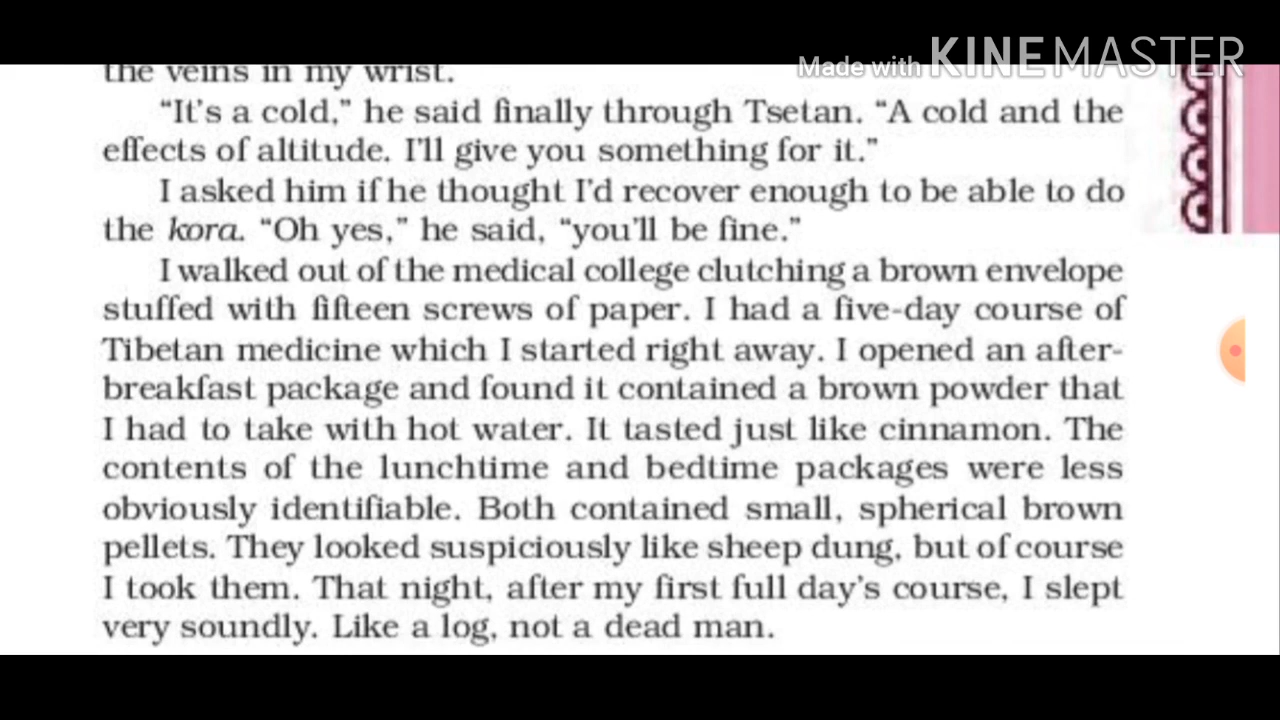 Made with KINEMASTER
the veins in my wrist.
“It’s a cold,” he said finally through Tsetan. “A cold and the
effects of altitude. I’ll give you something for it.”
I asked him if he thought I’d recover enough to be able to do
the kora. “Oh yes,” he said, “you’ll be fine.”
I walked out of the medical college clutching a brown envelope
stuffed with fifteen screws of paper. I had a five-day course of
Tibetan medicine which I started right away. I opened an after-
breakfast package and found it contained a brown powder that
I had to take with hot water. It tasted just like cinnamon. The
contents of the lunchtime and bedtime packages were less
obviously identifiable. Both contained small, spherical brown
pellets. They looked suspiciously like sheep dung, but of course
I took them. That night, after my first full day’s course, I slept
very soundly. Like a log, not a dead man.